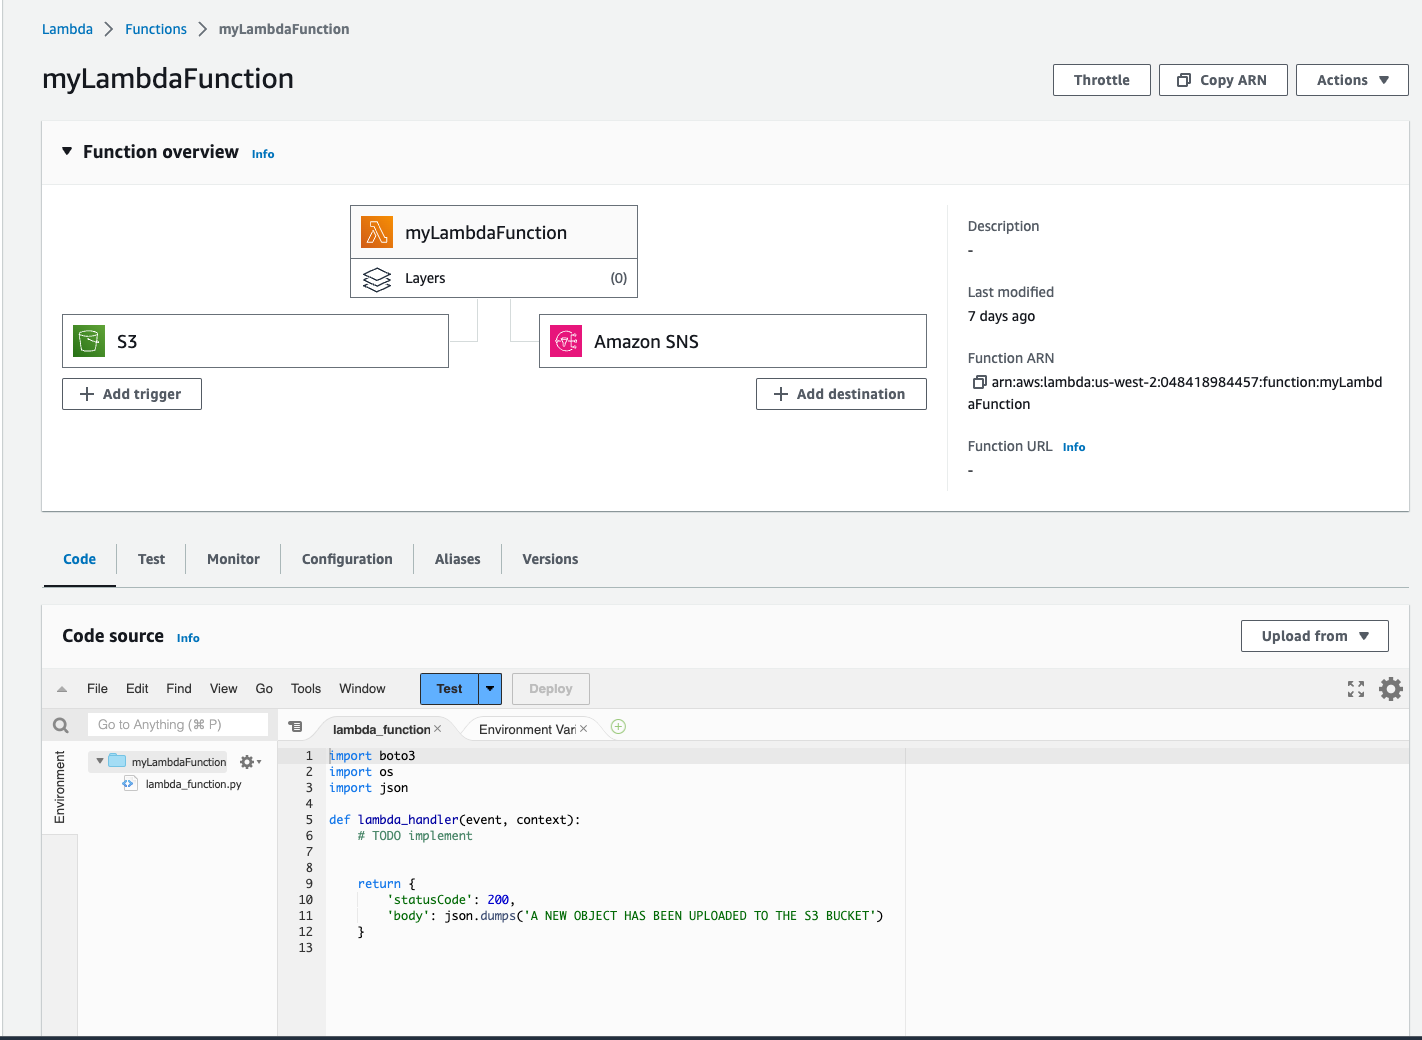 Lambda > Functions > myLambdaFunction
myLambdaFunction
Throttle
Copy ARN
Actions
Function overview Info
myLambdaFunction
Layers (0)
S3
Amazon SNS
Add trigger
Add destination
Description
-
Last modified
7 days ago
Function ARN
arn:aws:lambda:us-west-2:048418984457:function:myLambd
aFunction
Function URL Info
-
Code Test Monitor Configuration Aliases Versions
Code source Info
Upload from
File Edit Find View Go Tools Window Test Deploy
Go to Anything (⌘ P)
lambda_function × Environment Vari ×
Environment
myLambdaFunction
lambda_function.py
1 import boto3
2 import os
3 import json
4
5 def lambda_handler(event, context):
6     # TODO implement
7
8
9     return {
10         'statusCode': 200,
11         'body': json.dumps('A NEW OBJECT HAS BEEN UPLOADED TO THE S3 BUCKET')
12     }
13